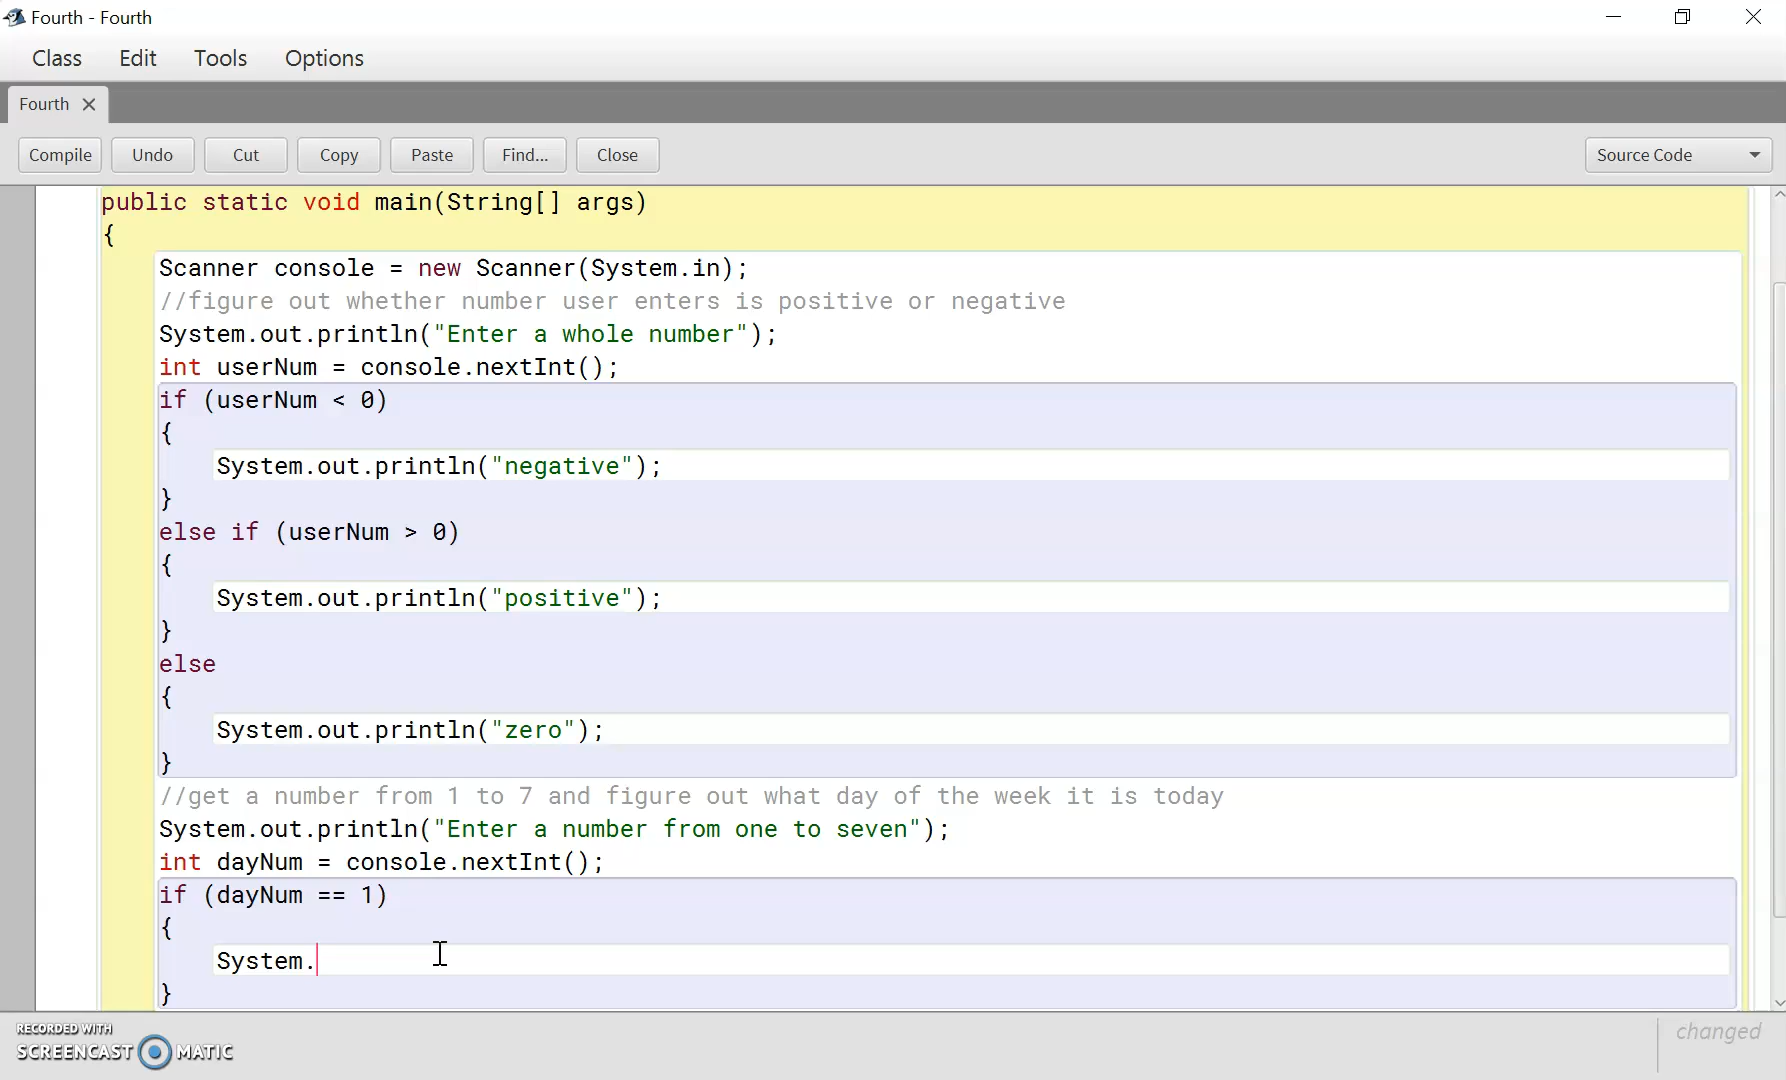 Fourth - Fourth
Class Edit Tools Options
Fourth
Compile Undo Cut Copy Paste Find... Close Source Code
public static void main(String[] args)
{
Scanner console = new Scanner(System.in);
//figure out whether number user enters is positive or negative
System.out.println("Enter a whole number");
int userNum = console.nextInt();
if (userNum < 0)
{
System.out.println("negative");
}
else if (userNum > 0)
{
System.out.println("positive");
}
else
{
System.out.println("zero");
}
//get a number from 1 to 7 and figure out what day of the week it is today
System.out.println("Enter a number from one to seven");
int dayNum = console.nextInt();
if (dayNum == 1)
{
System.
}
changed
RECORDED WITH
SCREENCAST MATIC